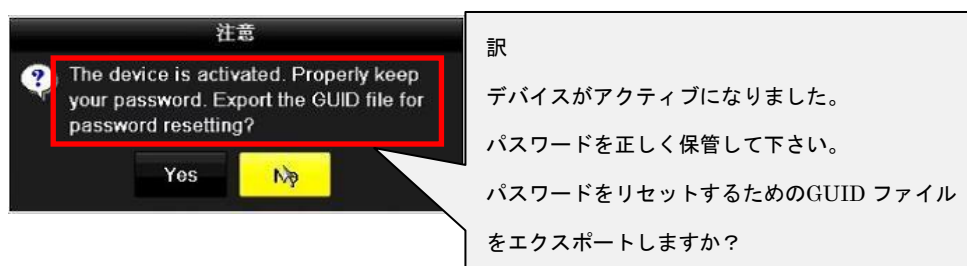 注意
The device is activated. Properly keep
your password. Export the GUID file for
password resetting?
Yes
No
訳
デバイスがアクティブになりました。
パスワードを正しく保管して下さい。
パスワードをリセットするためのGUID ファイル
をエクスポートしますか？